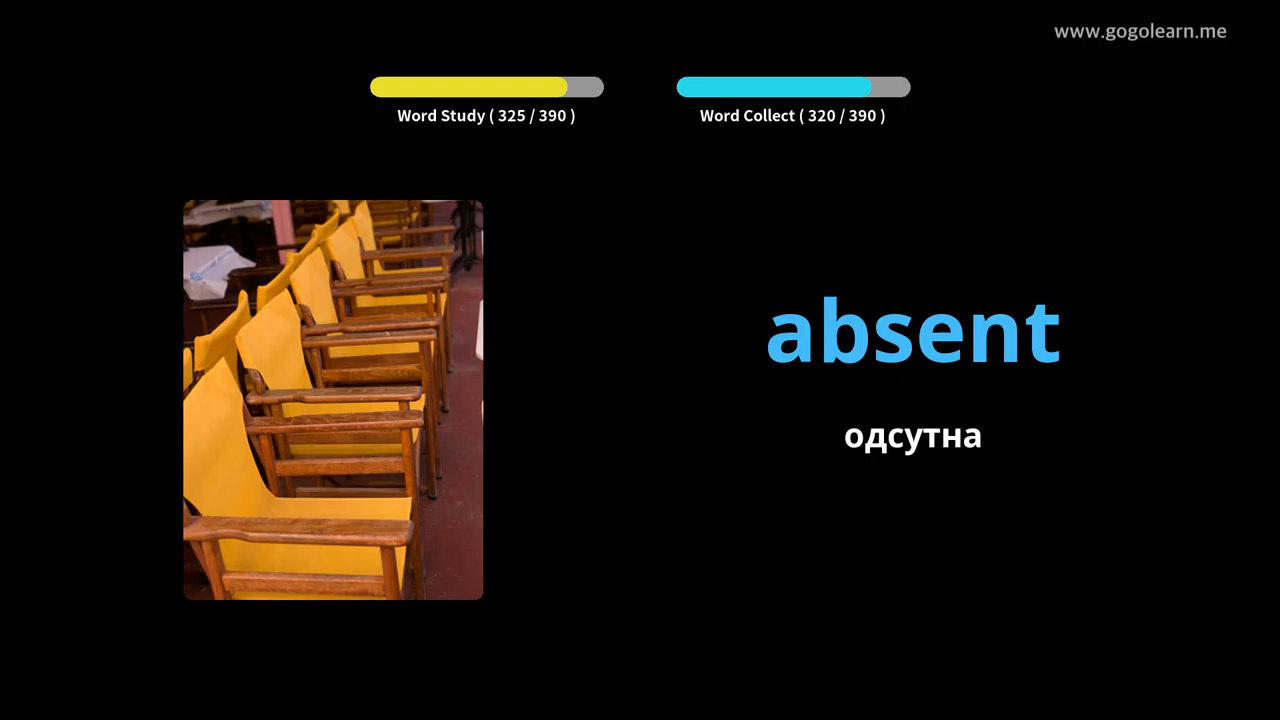 www.gogolearn.me
Word Study ( 325 / 390 )
Word Collect ( 320 / 390 )
absent
одсутна